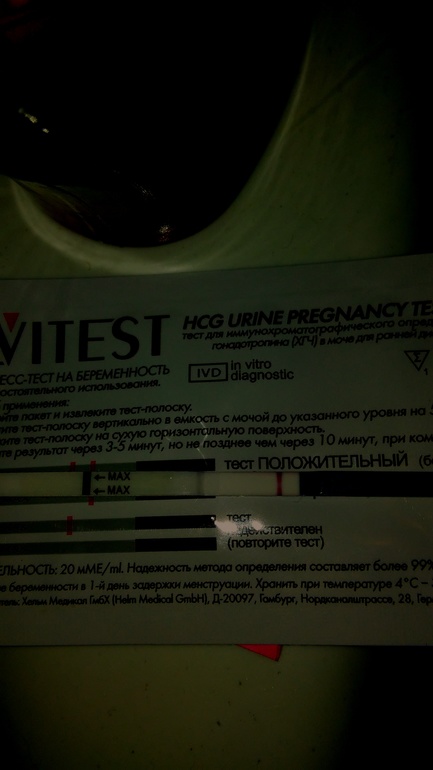 VITEST
HCG URINE PREGNANCY TE
тест для иммунохроматографического опред
гонадотропина (ХГЧ) в моче для ранней ди
ЕСС-ТЕСТ НА БЕРЕМЕННОСТЬ
остоятельного использования.
IVD in vitro
diagnostic
1
применения:
йте пакет и извлеките тест-полоску.
ите тест-полоску вертикально в емкость с мочой до указанного уровня на
ите тест-полоску на сухую горизонтальную поверхность.
те результат через 3-5 минут, но не позднее чем через 10 минут, при ком
MAX
MAX
тест ПОЛОЖИТЕЛЬНЫЙ (б
тест
недействителен
(повторите тест)
ЕЛЬНОСТЬ: 20 мМЕ/ml. Надежность метода определения составляет более 99%
е беременности в 1-й день задержки менструации. Хранить при температуре 4°C –
тель: Хельм Медикал ГмбХ (Helm Medical GmbH), Д-20097, Гамбург, Нордканалштрассе, 28, Гер